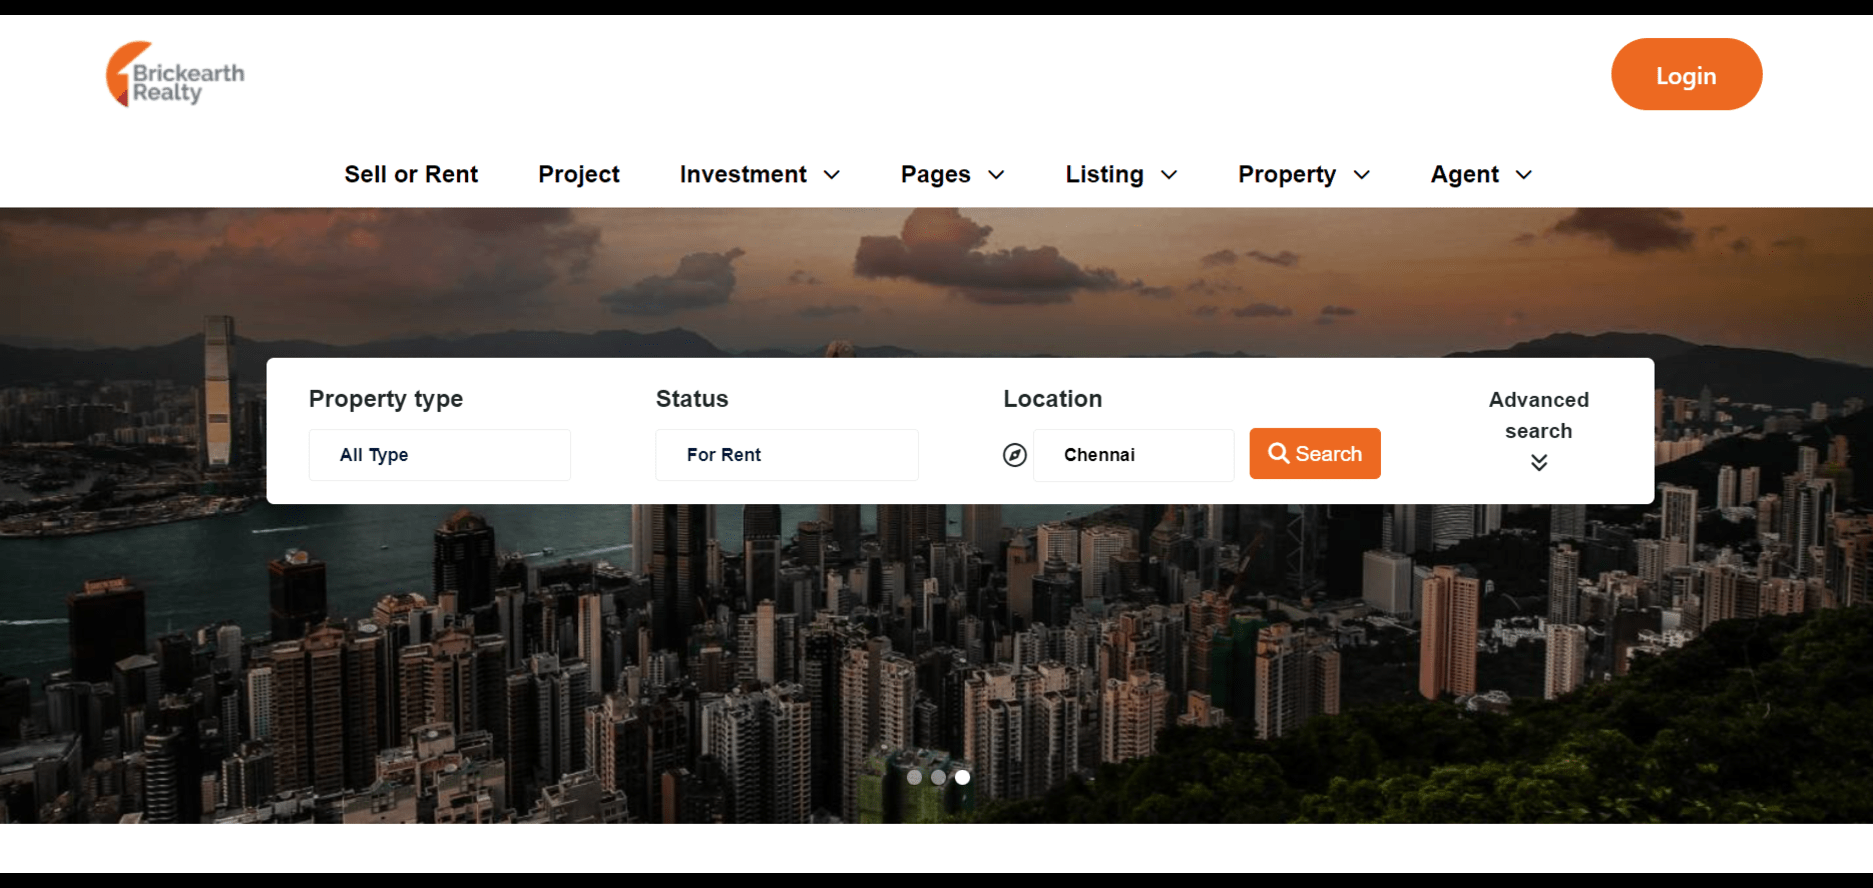 Brickearth
Realty
Login
Sell or Rent Project Investment Pages Listing Property Agent
Property type Status Location Advanced
search
All Type For Rent Chennai Search